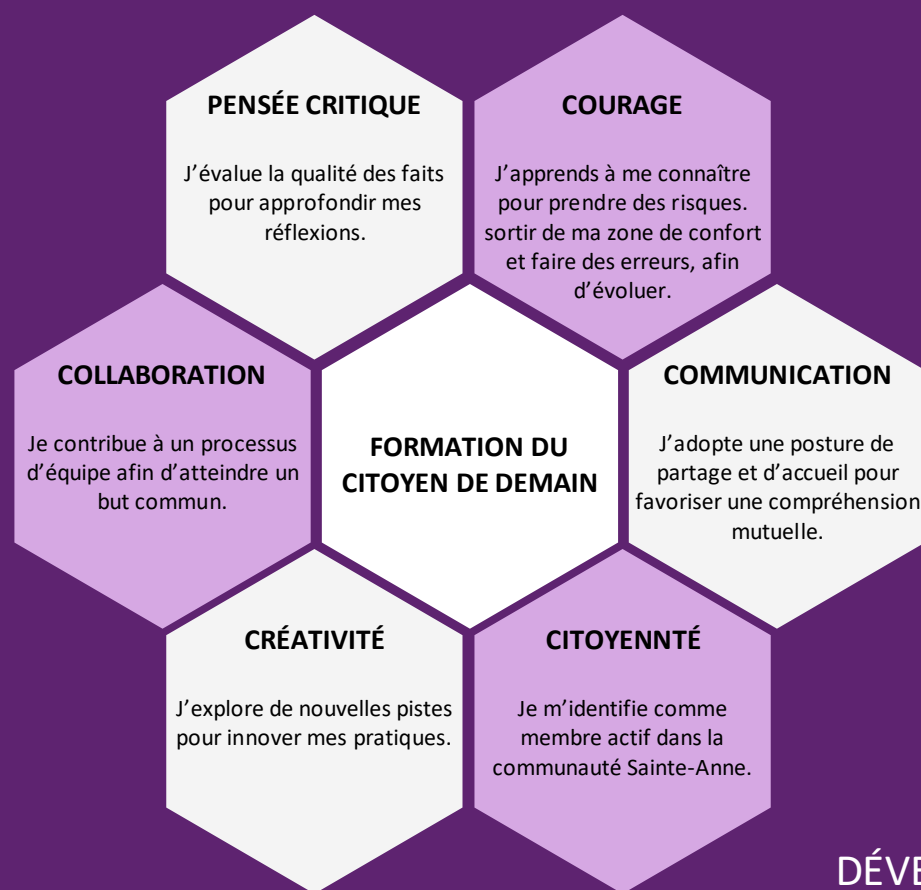 PENSÉE CRITIQUE
J’évalue la qualité des faits
pour approfondir mes
réflexions.
COURAGE
J’apprends à me connaître
pour prendre des risques.
sortir de ma zone de confort
et faire des erreurs, afin
d’évoluer.
COLLABORATION
Je contribue à un processus
d’équipe afin d’atteindre un
but commun.
FORMATION DU
CITOYEN DE DEMAIN
COMMUNICATION
J’adopte une posture de
partage et d’accueil pour
favoriser une compréhension
mutuelle.
CRÉATIVITÉ
J’explore de nouvelles pistes
pour innover mes pratiques.
CITOYENNTÉ
Je m’identifie comme
membre actif dans la
communauté Sainte-Anne.
DÉVE